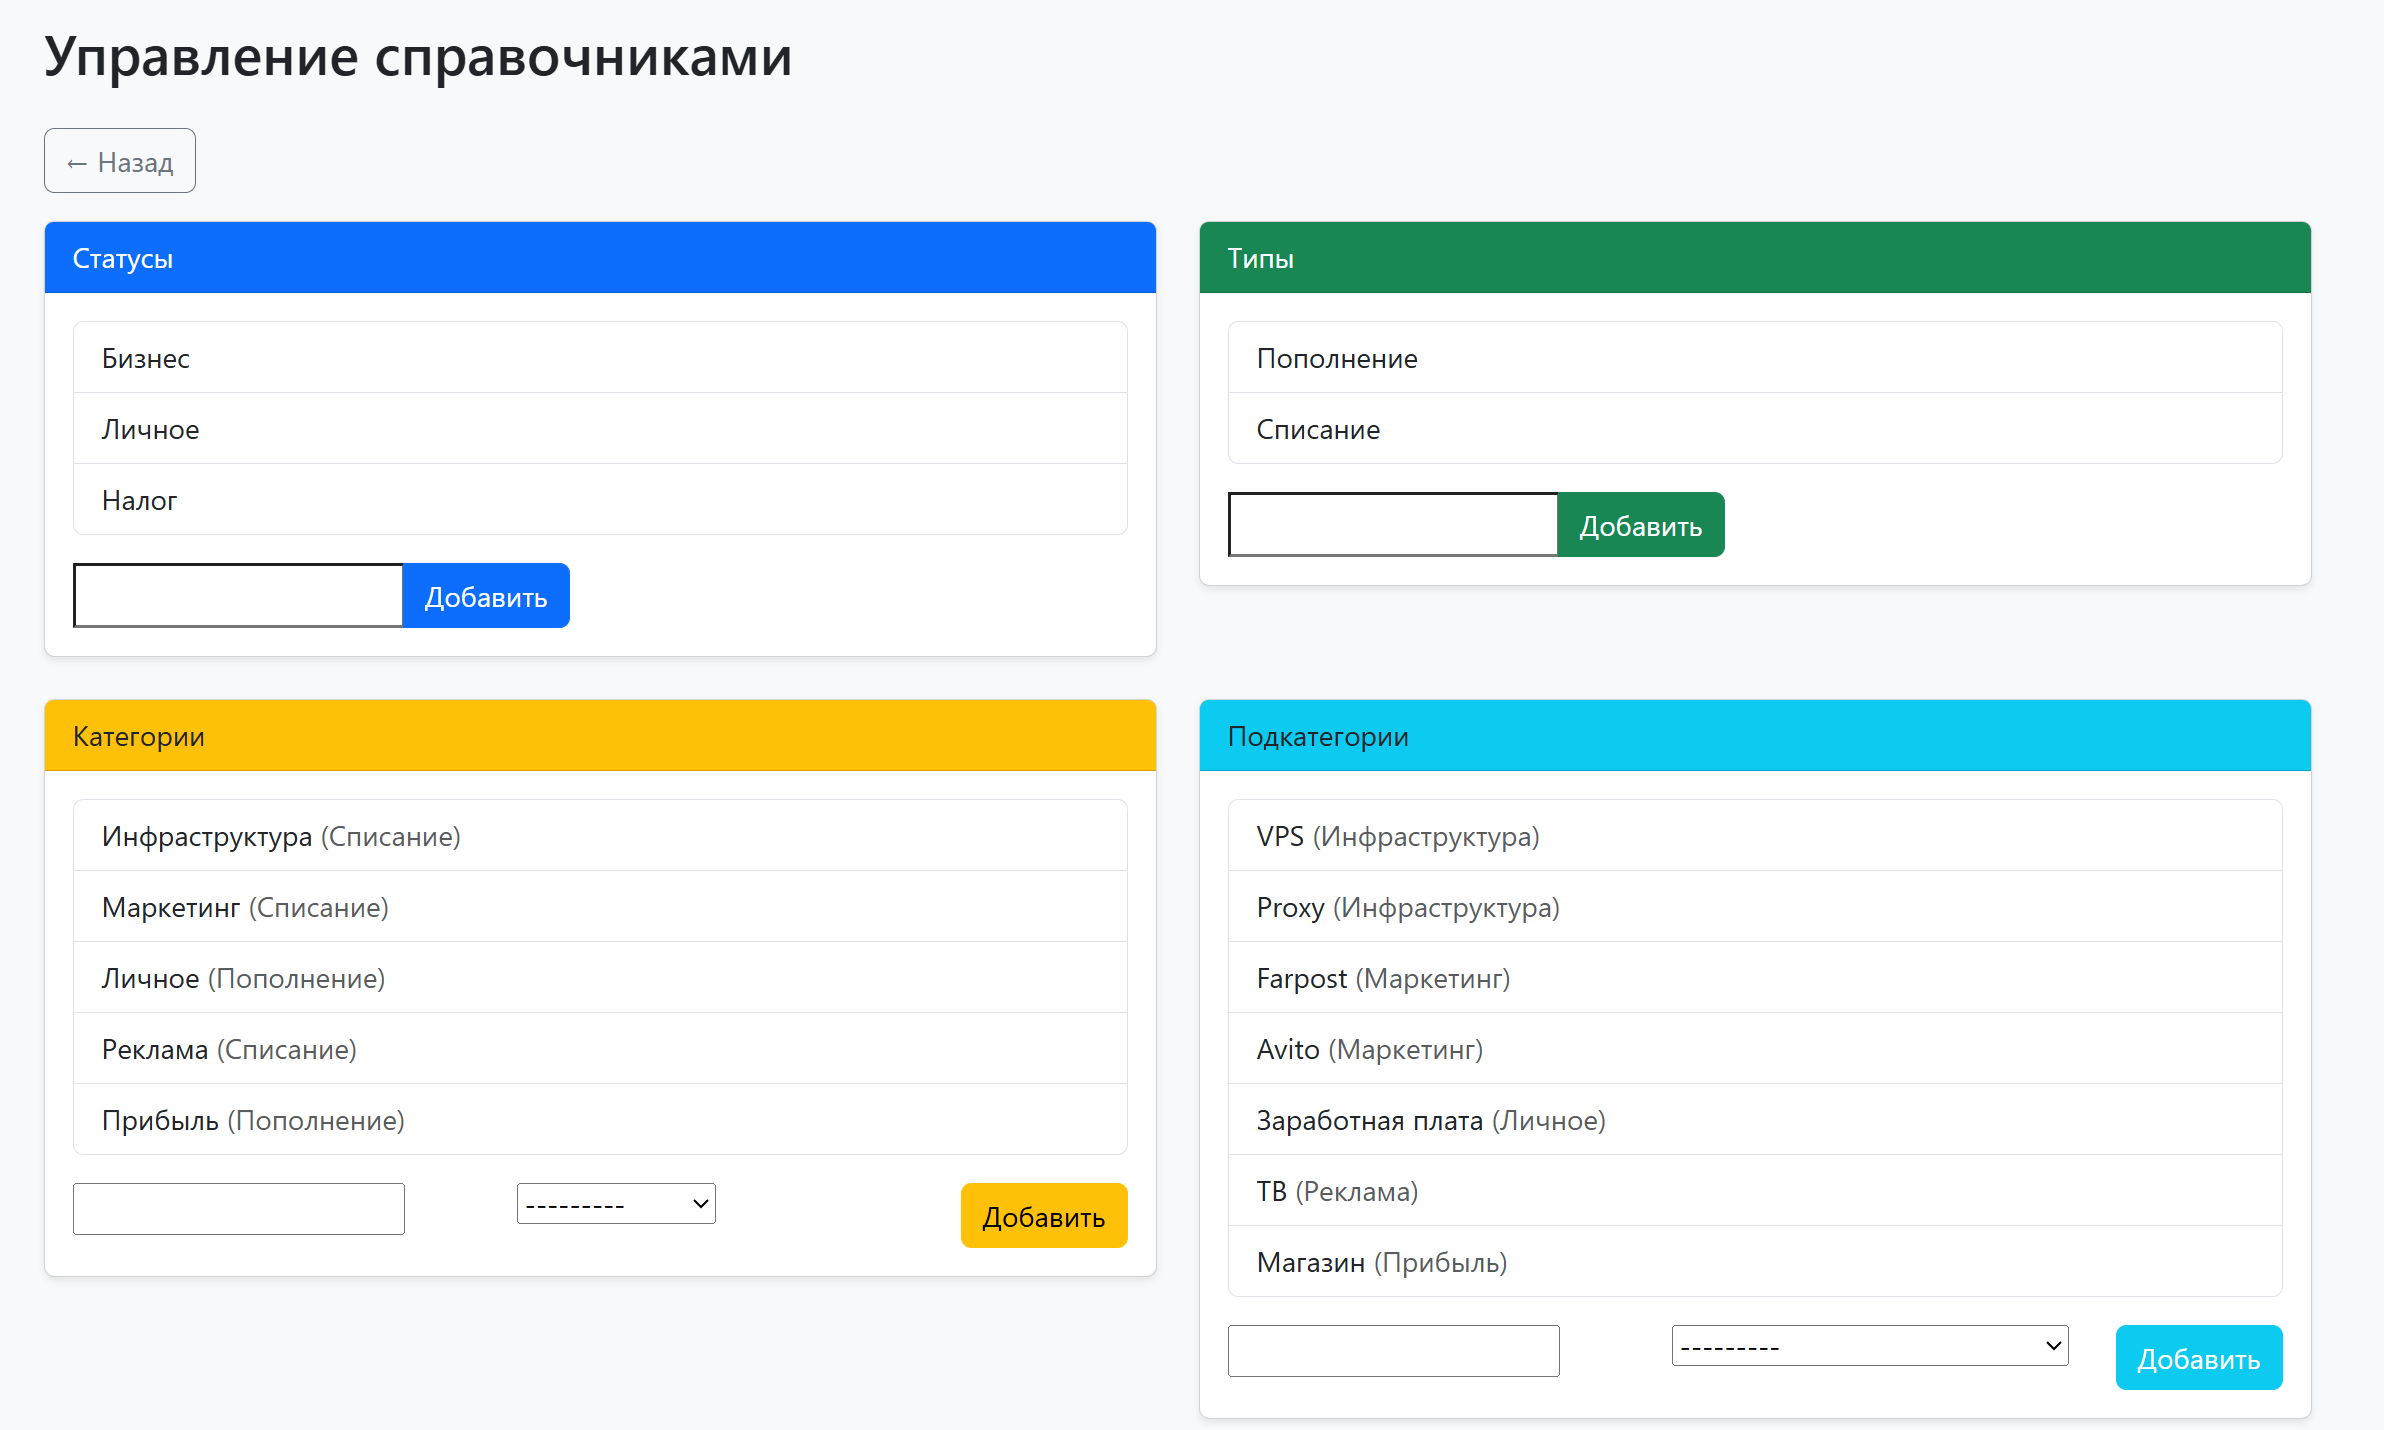 Управление справочниками
← Назад
Статусы
Бизнес
Личное
Налог
Добавить
Типы
Пополнение
Списание
Добавить
Категории
Инфраструктура (Списание)
Маркетинг (Списание)
Личное (Пополнение)
Реклама (Списание)
Прибыль (Пополнение)
--------- Добавить
Подкатегории
VPS (Инфраструктура)
Proxy (Инфраструктура)
Farpost (Маркетинг)
Avito (Маркетинг)
Заработная плата (Личное)
ТВ (Реклама)
Магазин (Прибыль)
--------- Добавить